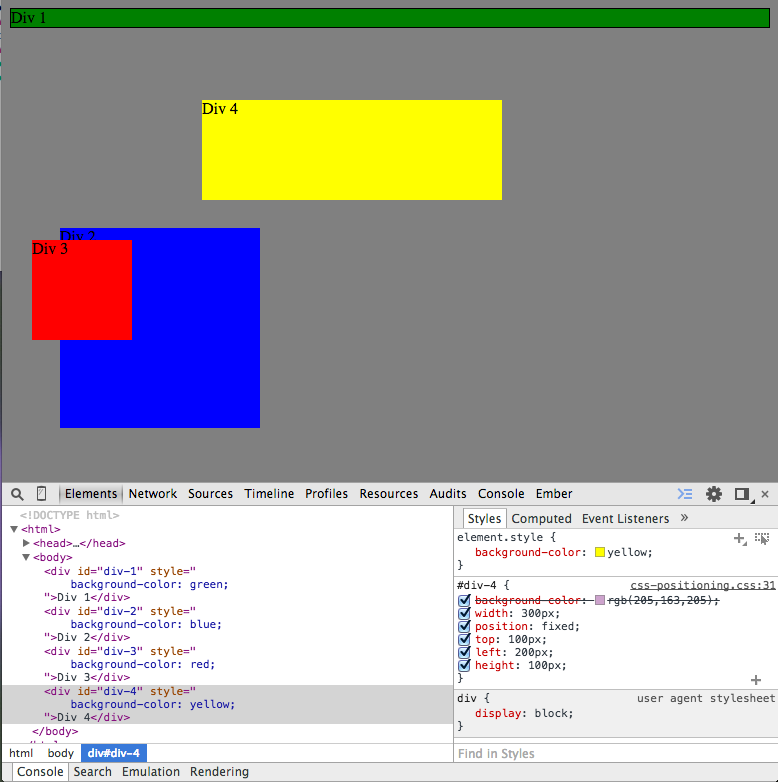 Div 1
Div 4
Div 2
Div 3
Elements Network Sources Timeline Profiles Resources Audits Console Ember
<!DOCTYPE html>
<html>
<head>…</head>
<body>
<div id="div-1" style="
background-color: green;
">Div 1</div>
<div id="div-2" style="
background-color: blue;
">Div 2</div>
<div id="div-3" style="
background-color: red;
">Div 3</div>
<div id="div-4" style="
background-color: yellow;
">Div 4</div>
</body>
html body div#div-4
Styles Computed Event Listeners »
element.style {
background-color: yellow;
}
#div-4 { css-positioning.css:31
background-color: rgb(205,163,205);
width: 300px;
position: fixed;
top: 100px;
left: 200px;
height: 100px;
}
div { user agent stylesheet
display: block;
}
Find in Styles
Console Search Emulation Rendering